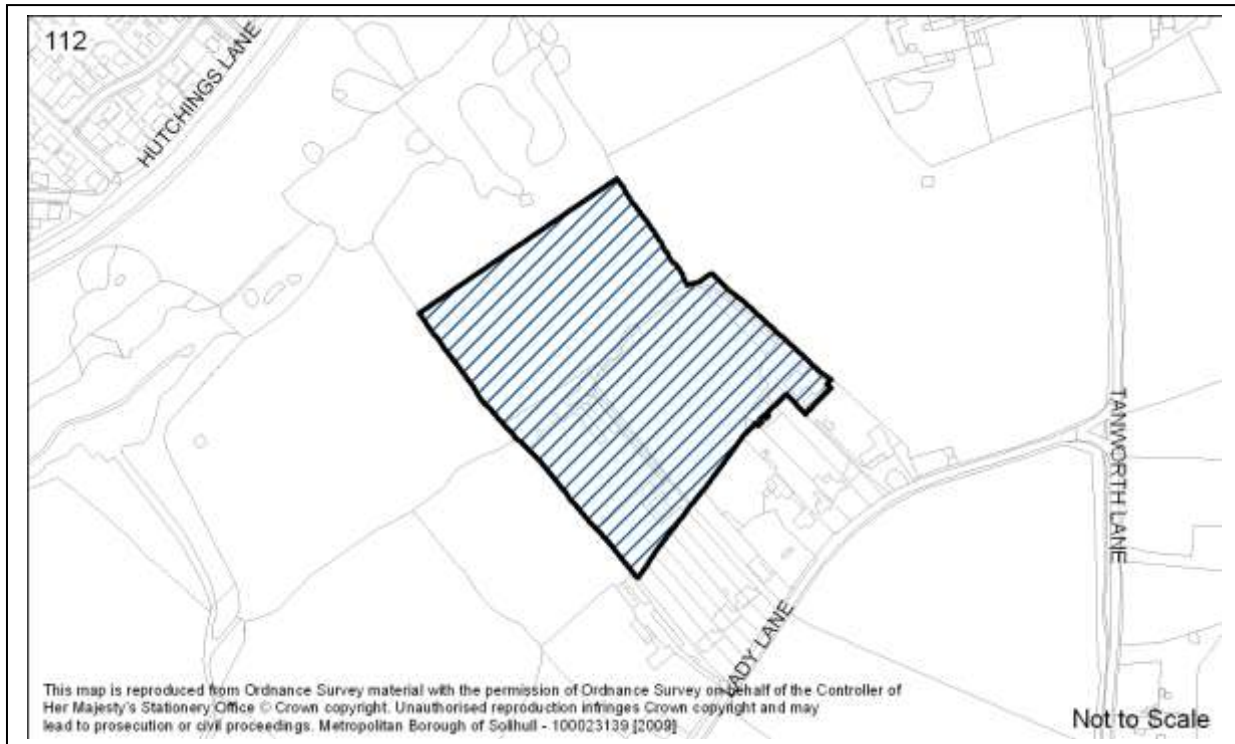 112
HUTCHINGS LANE
TANWORTH LANE
LADY LANE
This map is reproduced from Ordnance Survey material with the permission of Ordnance Survey on behalf of the Controller of
Her Majesty's Stationery Office © Crown copyright. Unauthorised reproduction infringes Crown copyright and may
lead to prosecution or civil proceedings. Metropolitan Borough of Solihull - 100023139 [2009]
Not to Scale